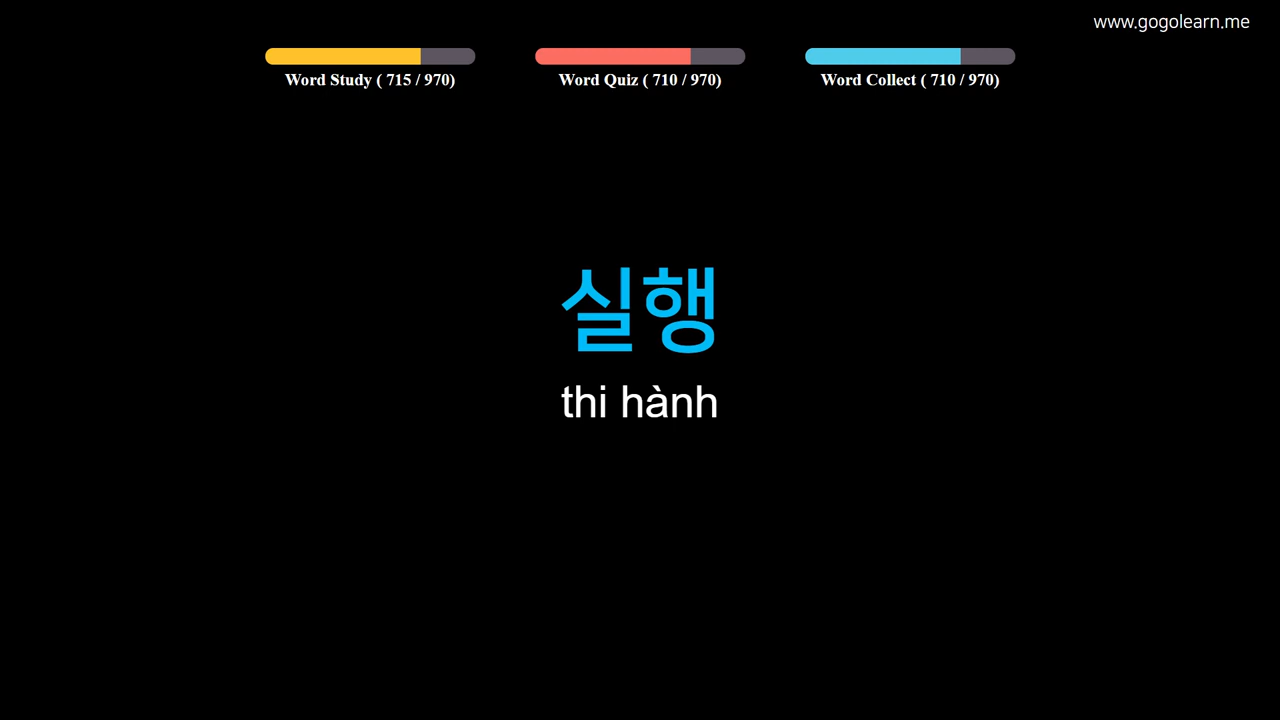 www.gogolearn.me
Word Study ( 715 / 970)
Word Quiz ( 710 / 970)
Word Collect ( 710 / 970)
실행
thi hành